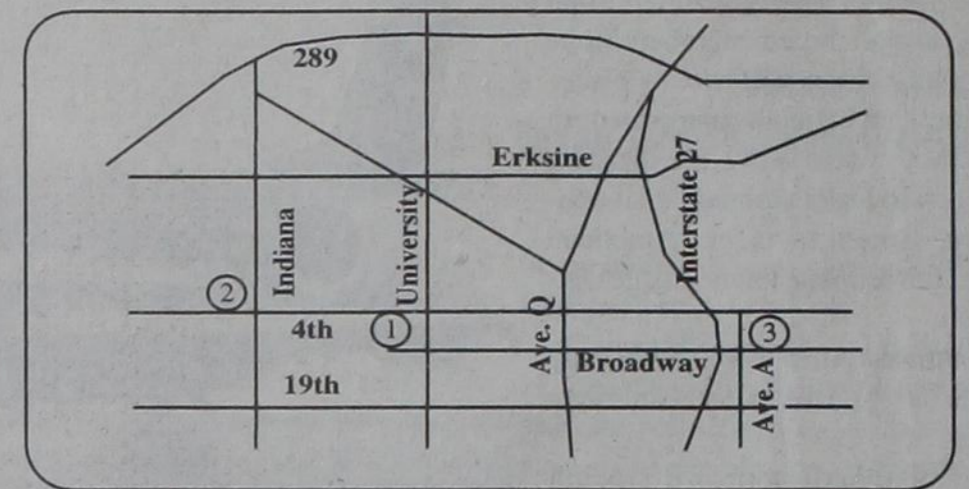 289
Erksine
Interstate 27
Indiana
University
2
4th
1
Ave. Q
3
Broadway
19th
Ave. A